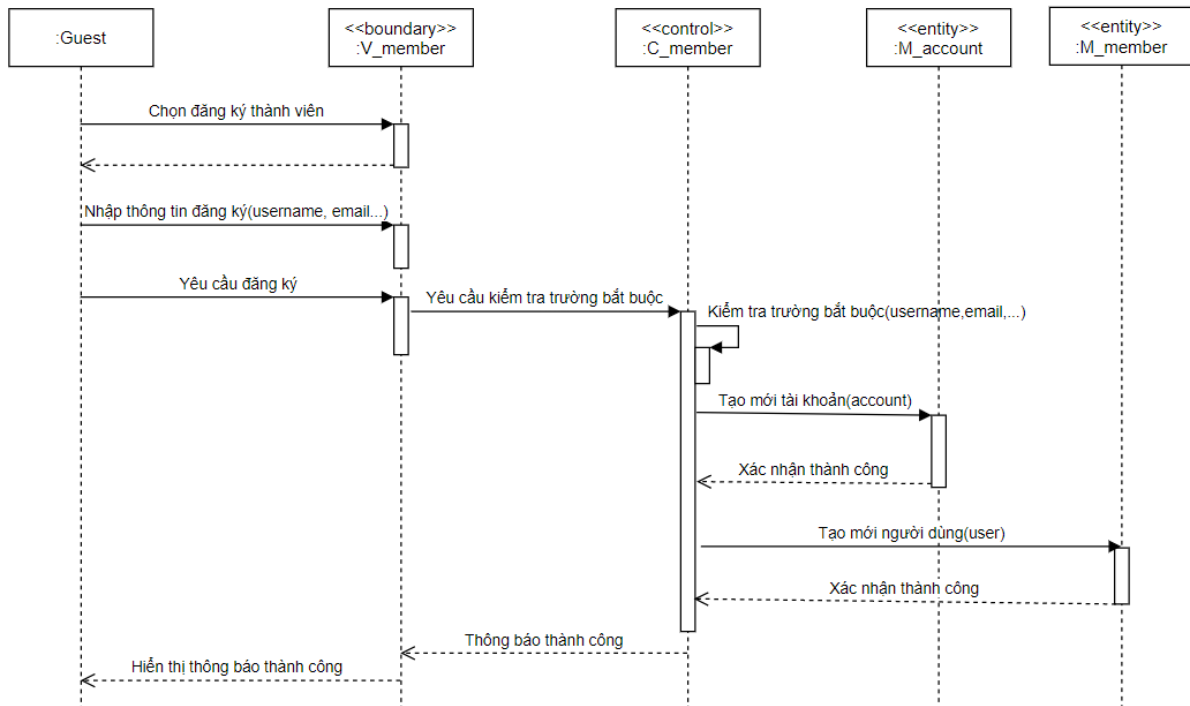 :Guest
<<boundary>>
:V_member
<<control>>
:C_member
<<entity>>
:M_account
<<entity>>
:M_member
Chọn đăng ký thành viên
Nhập thông tin đăng ký(username, email...)
Yêu cầu đăng ký
Yêu cầu kiểm tra trường bắt buộc
Kiểm tra trường bắt buộc(username,email,...)
Tạo mới tài khoản(account)
Xác nhận thành công
Tạo mới người dùng(user)
Xác nhận thành công
Thông báo thành công
Hiển thị thông báo thành công